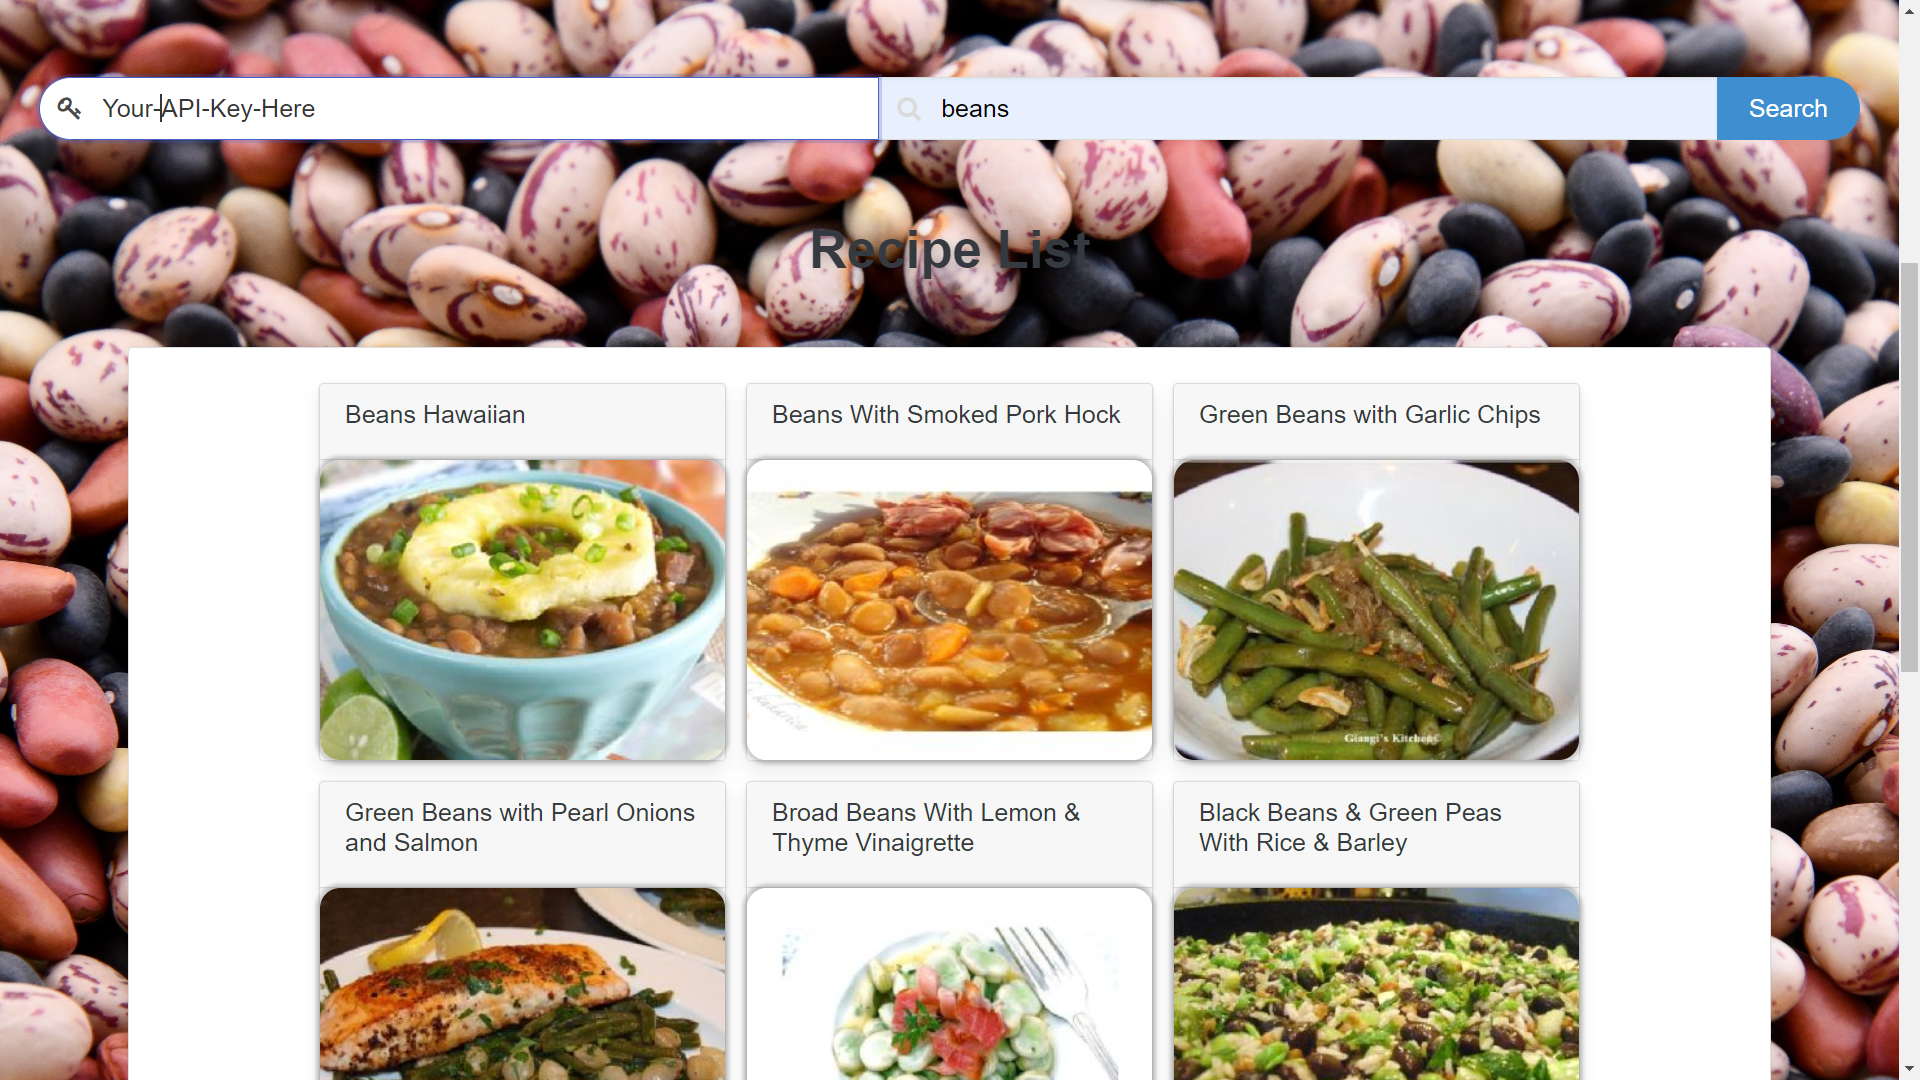 Your-API-Key-Here
beans
Search
Recipe List
Beans Hawaiian
Beans With Smoked Pork Hock
Green Beans with Garlic Chips
Giangi's Kitchen©
Green Beans with Pearl Onions
and Salmon
Broad Beans With Lemon &
Thyme Vinaigrette
Black Beans & Green Peas
With Rice & Barley